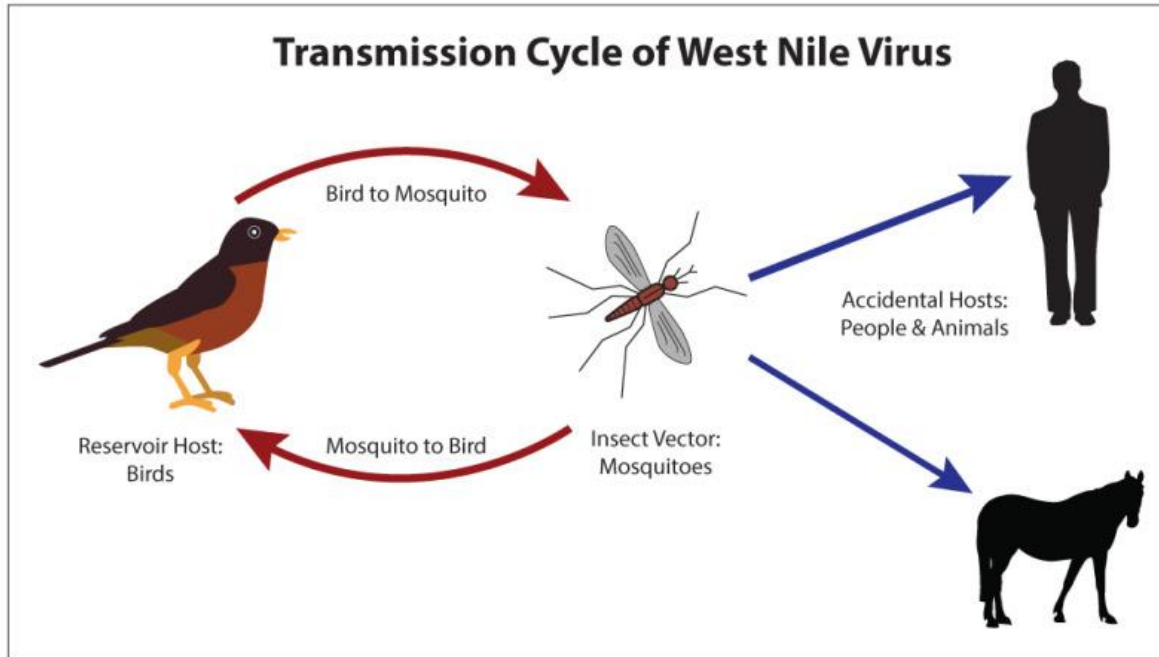 Transmission Cycle of West Nile Virus
Bird to Mosquito
Accidental Hosts:
People & Animals
Reservoir Host:
Birds
Mosquito to Bird
Insect Vector:
Mosquitoes